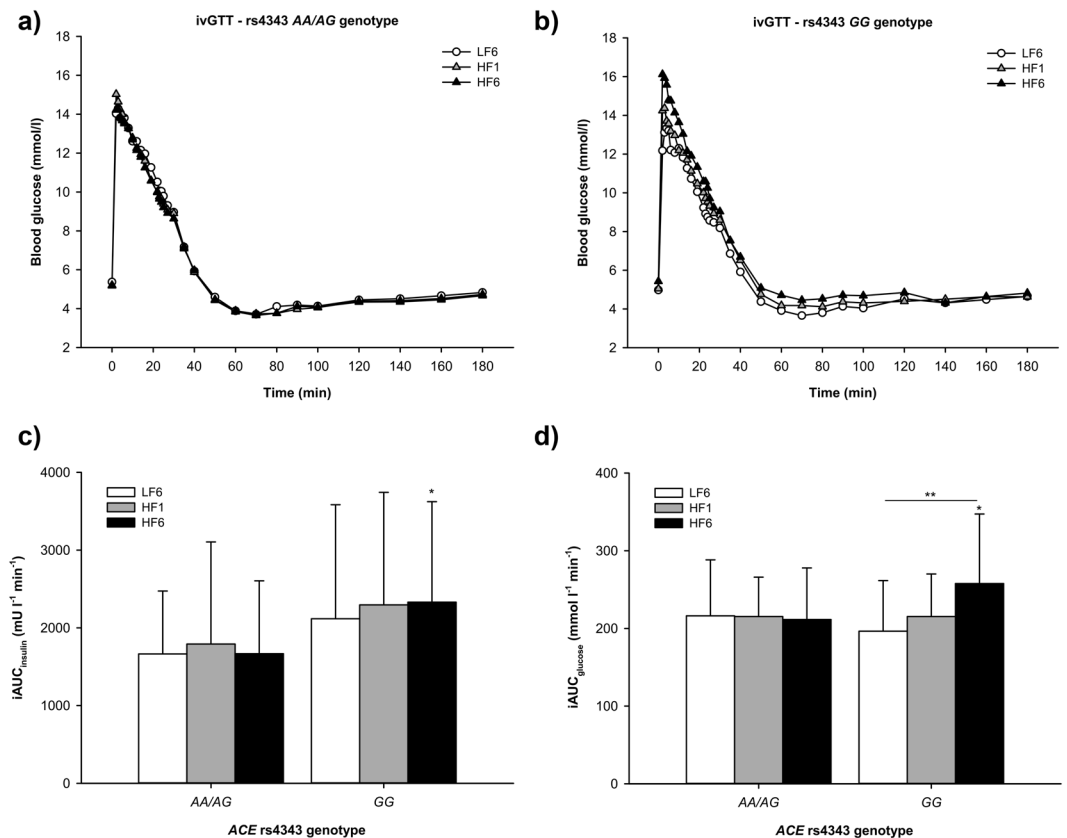 a)
ivGTT - rs4343 AA/AG genotype
LF6
HF1
HF6
18
16
14
12
10
8
6
4
2
Blood glucose (mmol/l)
0 20 40 60 80 100 120 140 160 180
Time (min)
b)
ivGTT - rs4343 GG genotype
LF6
HF1
HF6
18
16
14
12
10
8
6
4
2
Blood glucose (mmol/l)
0 20 40 60 80 100 120 140 160 180
Time (min)
c)
LF6
HF1
HF6
*
4000
3000
2000
1000
0
iAUCinsulin (mU l-1 min-1)
AA/AG GG
ACE rs4343 genotype
d)
LF6
HF1
HF6
**
*
400
300
200
100
0
iAUCglucose (mmol l-1 min-1)
AA/AG GG
ACE rs4343 genotype